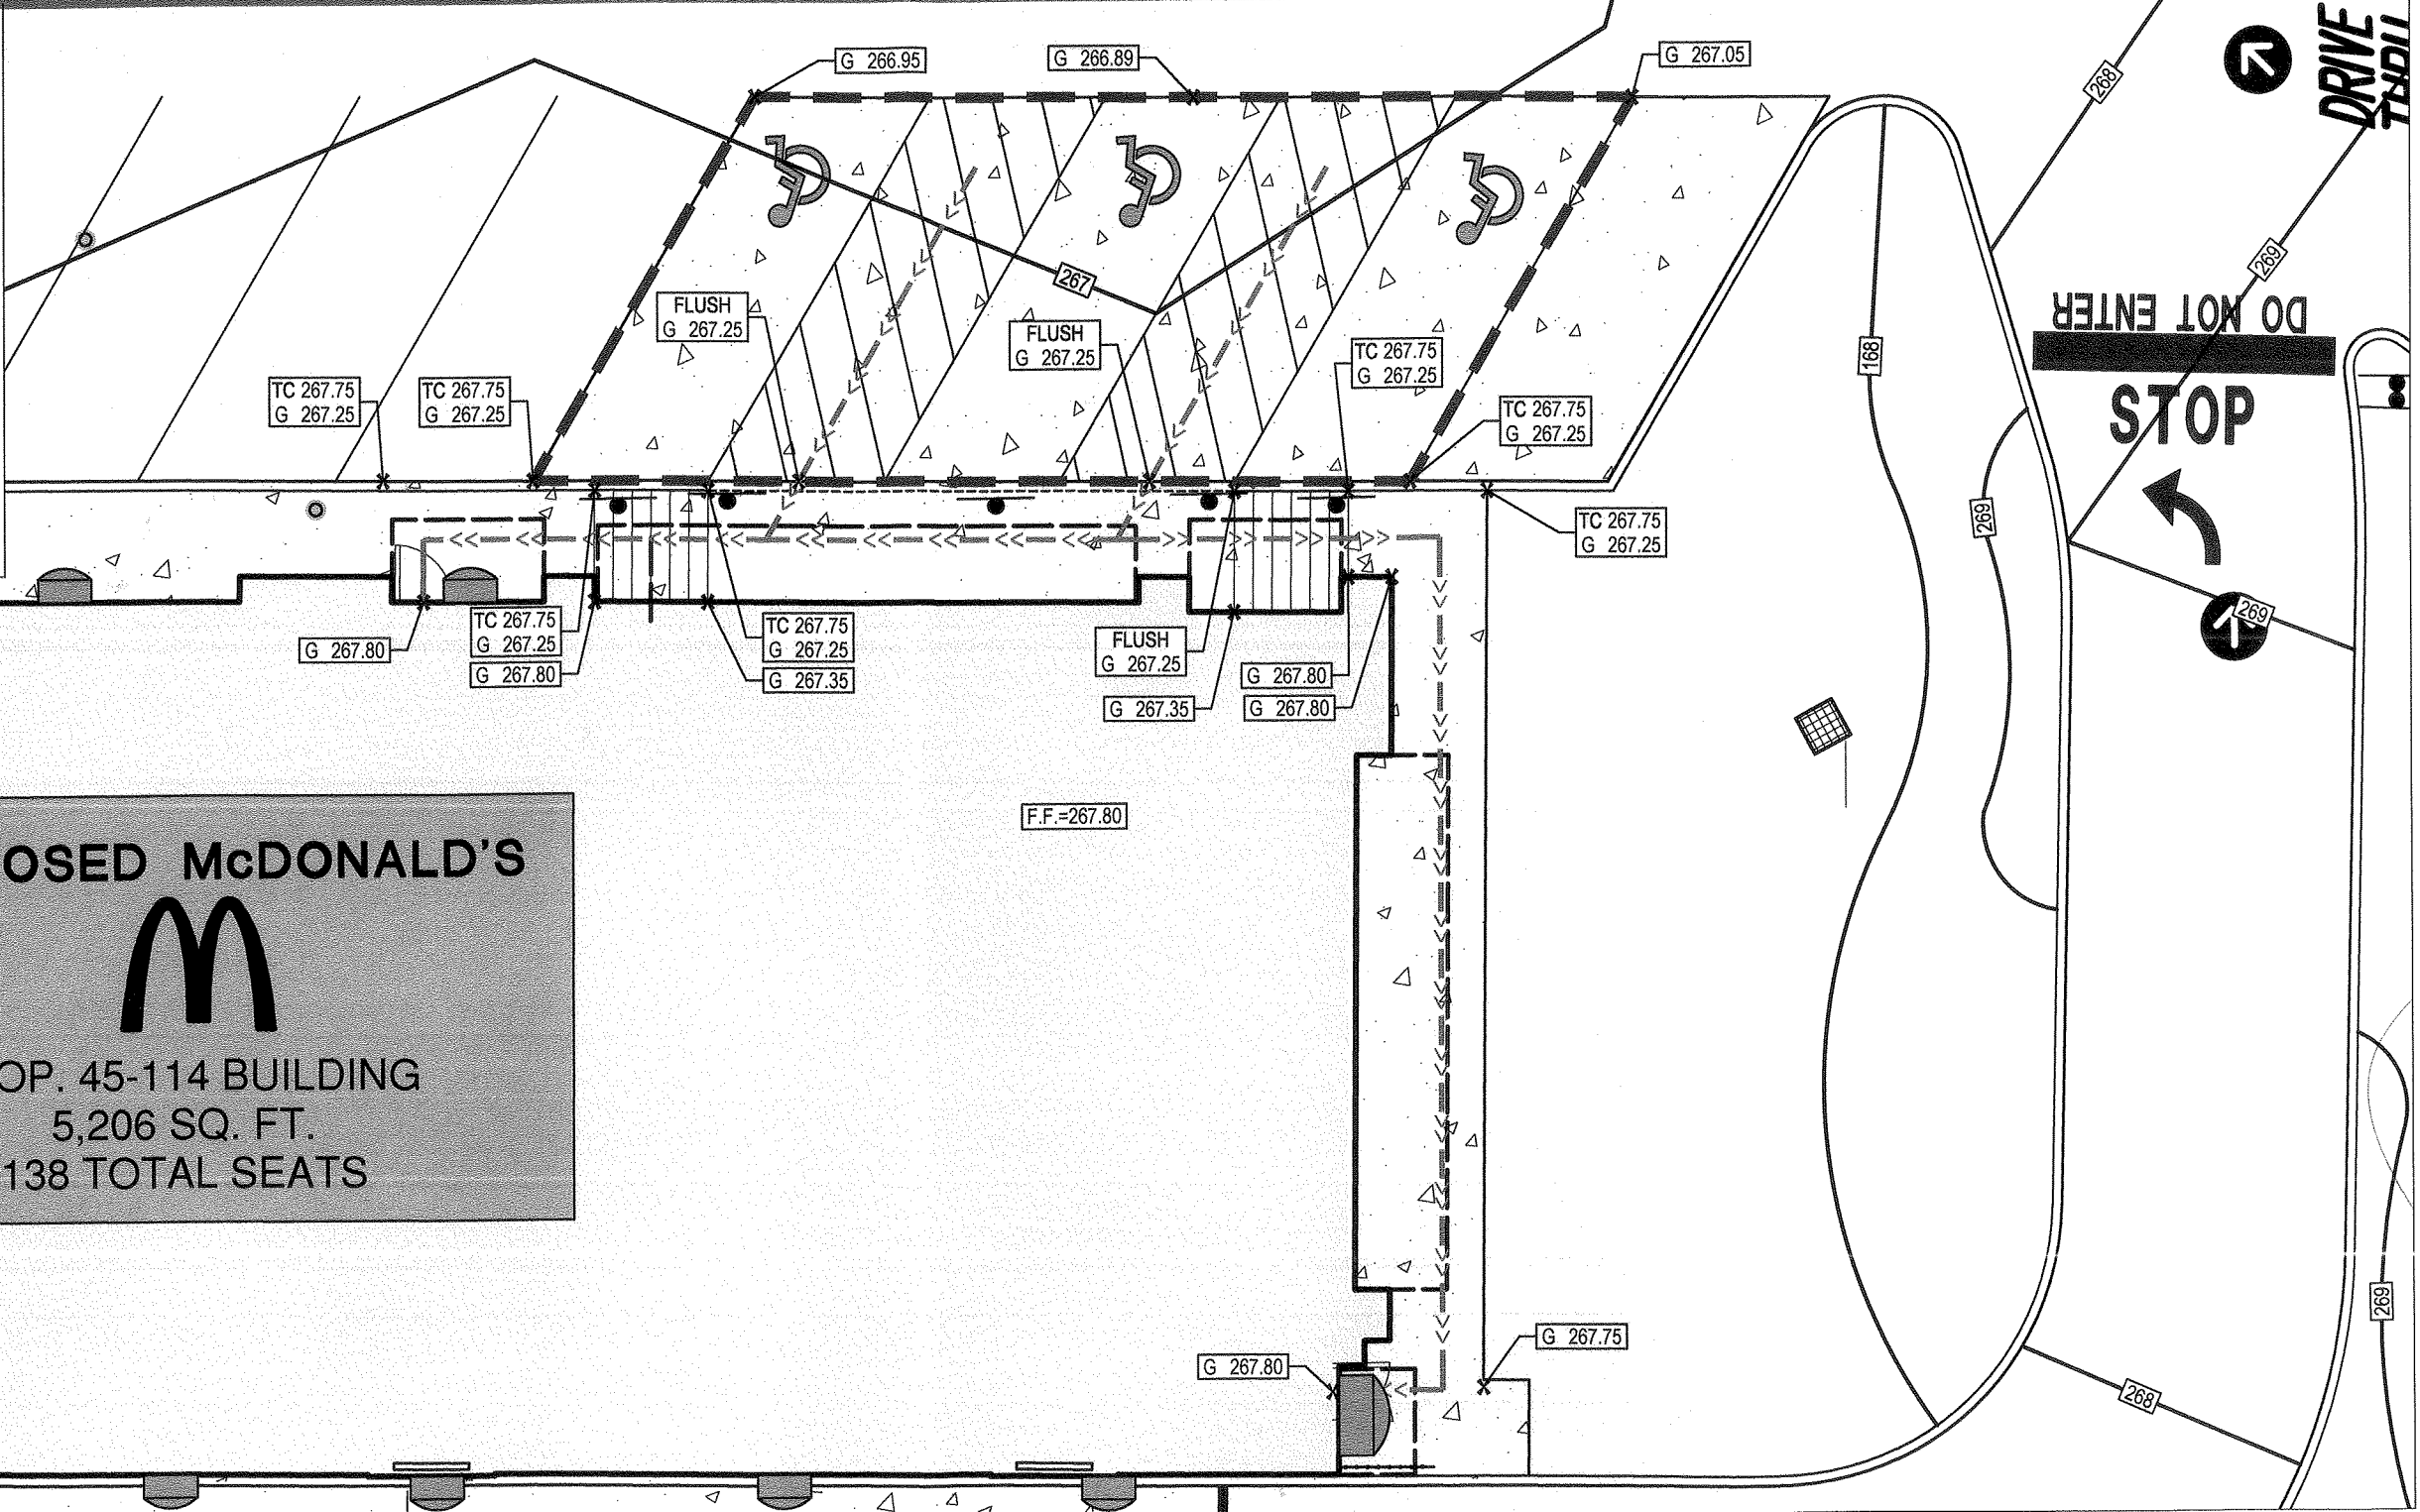 G 266.95
G 266.89
G 267.05
268
DRIVE
THRU
269
FLUSH
G 267.25
267
FLUSH
G 267.25
DO NOT ENTER
TC 267.75
G 267.25
168
STOP
TC 267.75
G 267.25
TC 267.75
G 267.25
TC 267.75
G 267.25
269
TC 267.75
G 267.25
269
TC 267.75
G 267.25
G 267.80
G 267.80
TC 267.75
G 267.25
G 267.35
FLUSH
G 267.25
G 267.35
G 267.80
G 267.80
F.F.=267.80
OSED McDONALD'S
OP. 45-114 BUILDING
5,206 SQ. FT.
138 TOTAL SEATS
269
G 267.75
G 267.80
268